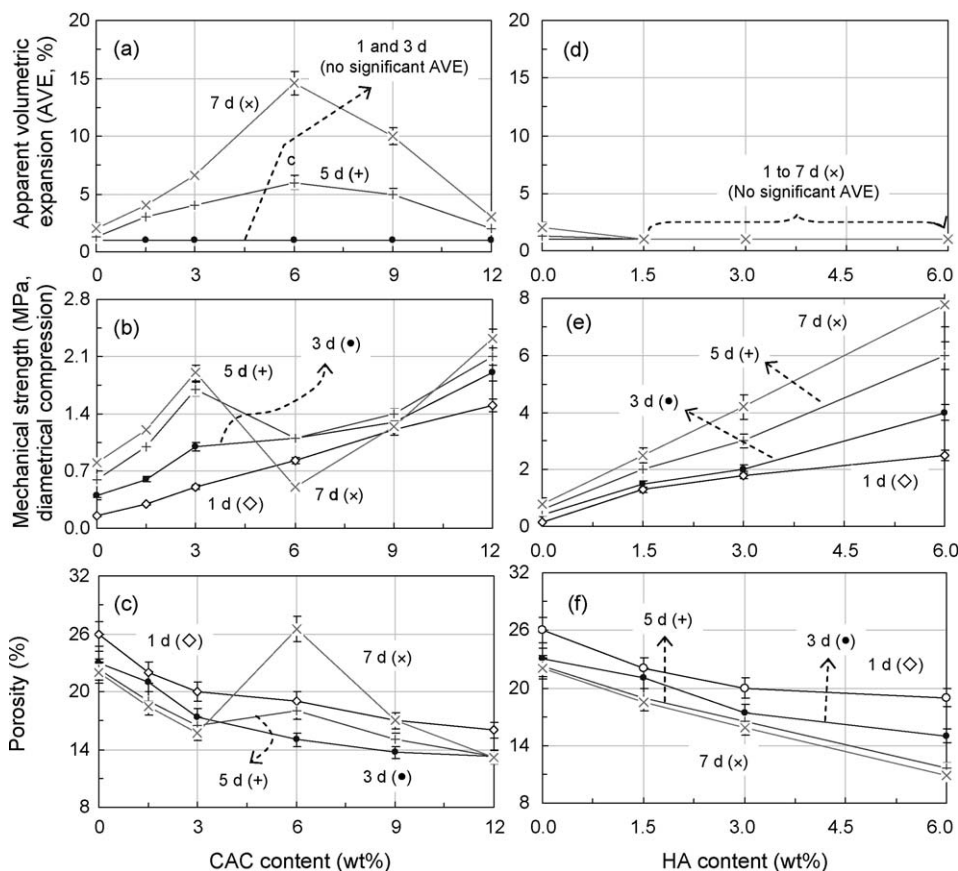 Apparent volumetric
expansion (AVE, %)
20
15
10
5
0
(a)
1 and 3 d
(no significant AVE)
7 d (×)
c
5 d (+)
0 3 6 9 12
20
15
10
5
0
(d)
1 to 7 d (×)
(No significant AVE)
0.0 1.5 3.0 4.5 6.0
Mechanical strength (MPa,
diametrical compression)
2.8
2.1
1.4
0.7
0.0
(b)
3 d (●)
5 d (+)
1 d (◇)
7 d (×)
0 3 6 9 12
8
6
4
2
0
(e)
7 d (×)
5 d (+)
3 d (●)
1 d (◇)
0.0 1.5 3.0 4.5 6.0
Porosity (%)
32
26
20
14
8
(c)
1 d (◇)
7 d (×)
5 d (+)
3 d (●)
0 3 6 9 12
CAC content (wt%)
32
26
20
14
8
(f)
5 d (+)
3 d (●)
1 d (◇)
7 d (×)
0.0 1.5 3.0 4.5 6.0
HA content (wt%)